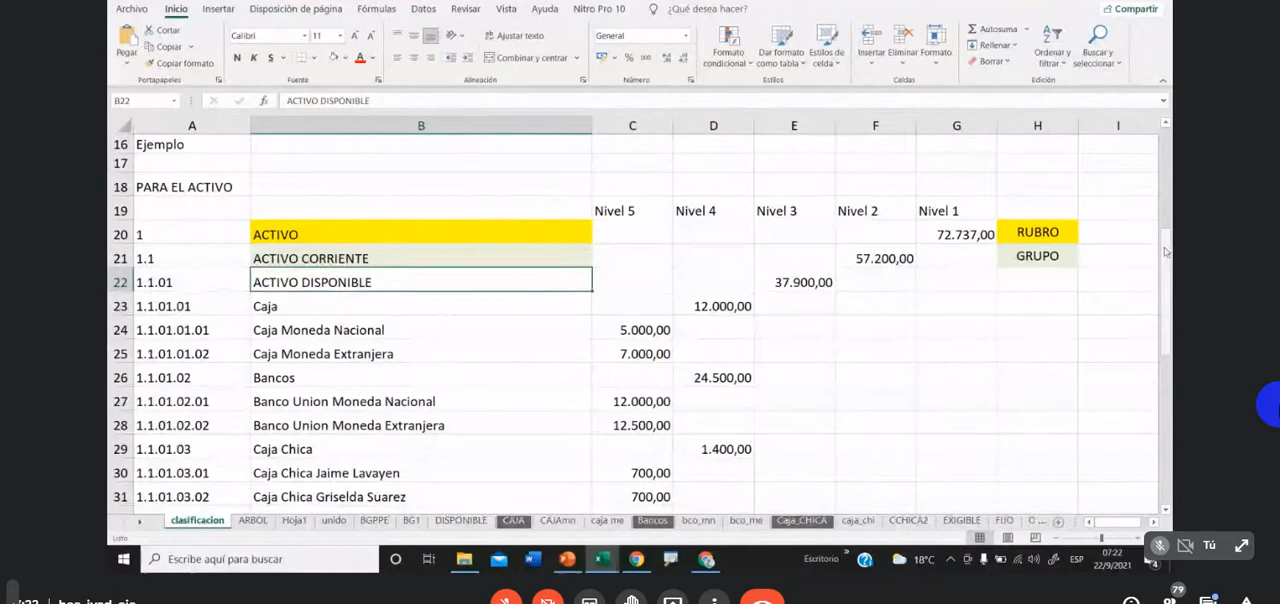 Archivo Inicio Insertar Disposición de página Fórmulas Datos Revisar Vista Ayuda Nitro Pro 10 ¿Qué desea hacer? Compartir
Pegar
Cortar
Copiar
Copiar formato
Portapapeles
Calibri 11
N K S
Fuente
Ajustar texto
Combinar y centrar
Alineación
General
% 000
Número
Formato condicional
Dar formato como tabla
Estilos de celda
Estilos
Insertar Eliminar Formato
Celdas
Autosuma
Rellenar
Borrar
Ordenar y filtrar
Buscar y seleccionar
Edición
B22 fx ACTIVO DISPONIBLE
A B C D E F G H I
16 Ejemplo
17
18 PARA EL ACTIVO
19 Nivel 5 Nivel 4 Nivel 3 Nivel 2 Nivel 1
20 1 ACTIVO 72.737,00 RUBRO
21 1.1 ACTIVO CORRIENTE 57.200,00 GRUPO
22 1.1.01 ACTIVO DISPONIBLE 37.900,00
23 1.1.01.01 Caja 12.000,00
24 1.1.01.01.01 Caja Moneda Nacional 5.000,00
25 1.1.01.01.02 Caja Moneda Extranjera 7.000,00
26 1.1.01.02 Bancos 24.500,00
27 1.1.01.02.01 Banco Union Moneda Nacional 12.000,00
28 1.1.01.02.02 Banco Union Moneda Extranjera 12.500,00
29 1.1.01.03 Caja Chica 1.400,00
30 1.1.01.03.01 Caja Chica Jaime Lavayen 700,00
31 1.1.01.03.02 Caja Chica Griselda Suarez 700,00
clasificacion ARBOL Hoja1 unido BGPPE BG1 DISPONIBLE CAJA CAJAmn caja me Bancos bco_mn bco_me Caja_CHICA caja_chi CCHICA2 EXIGIBLE FIJO O ...
Listo
Escribe aquí para buscar
Escritorio
18°C
ESP
07:22
22/9/2021
4
Tú
79